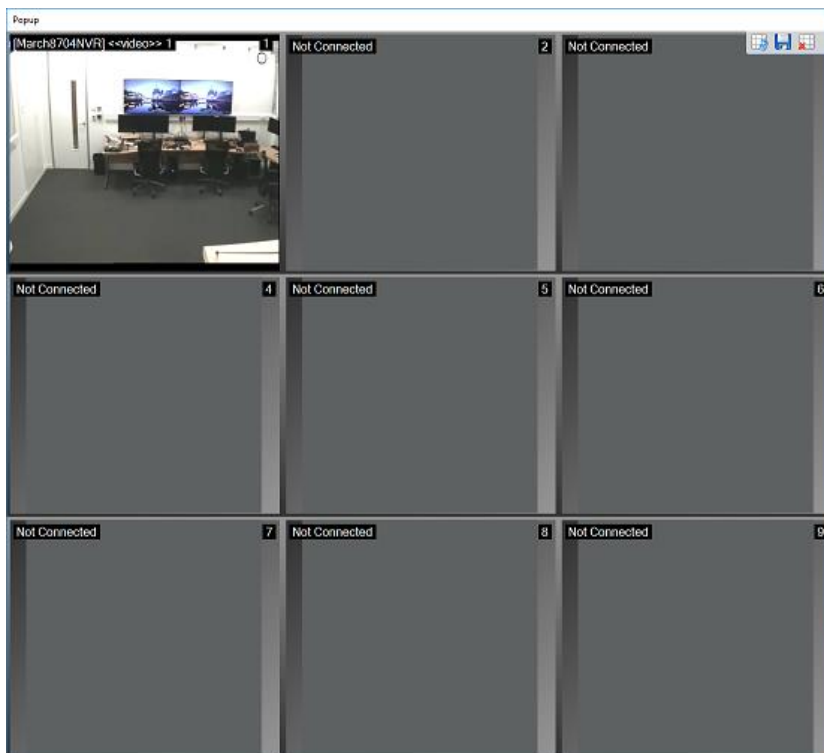 Popup
[March8704NVR] <<video>> 1 1
Not Connected 2
Not Connected
Not Connected 4
Not Connected 5
Not Connected 6
Not Connected 7
Not Connected 8
Not Connected 9